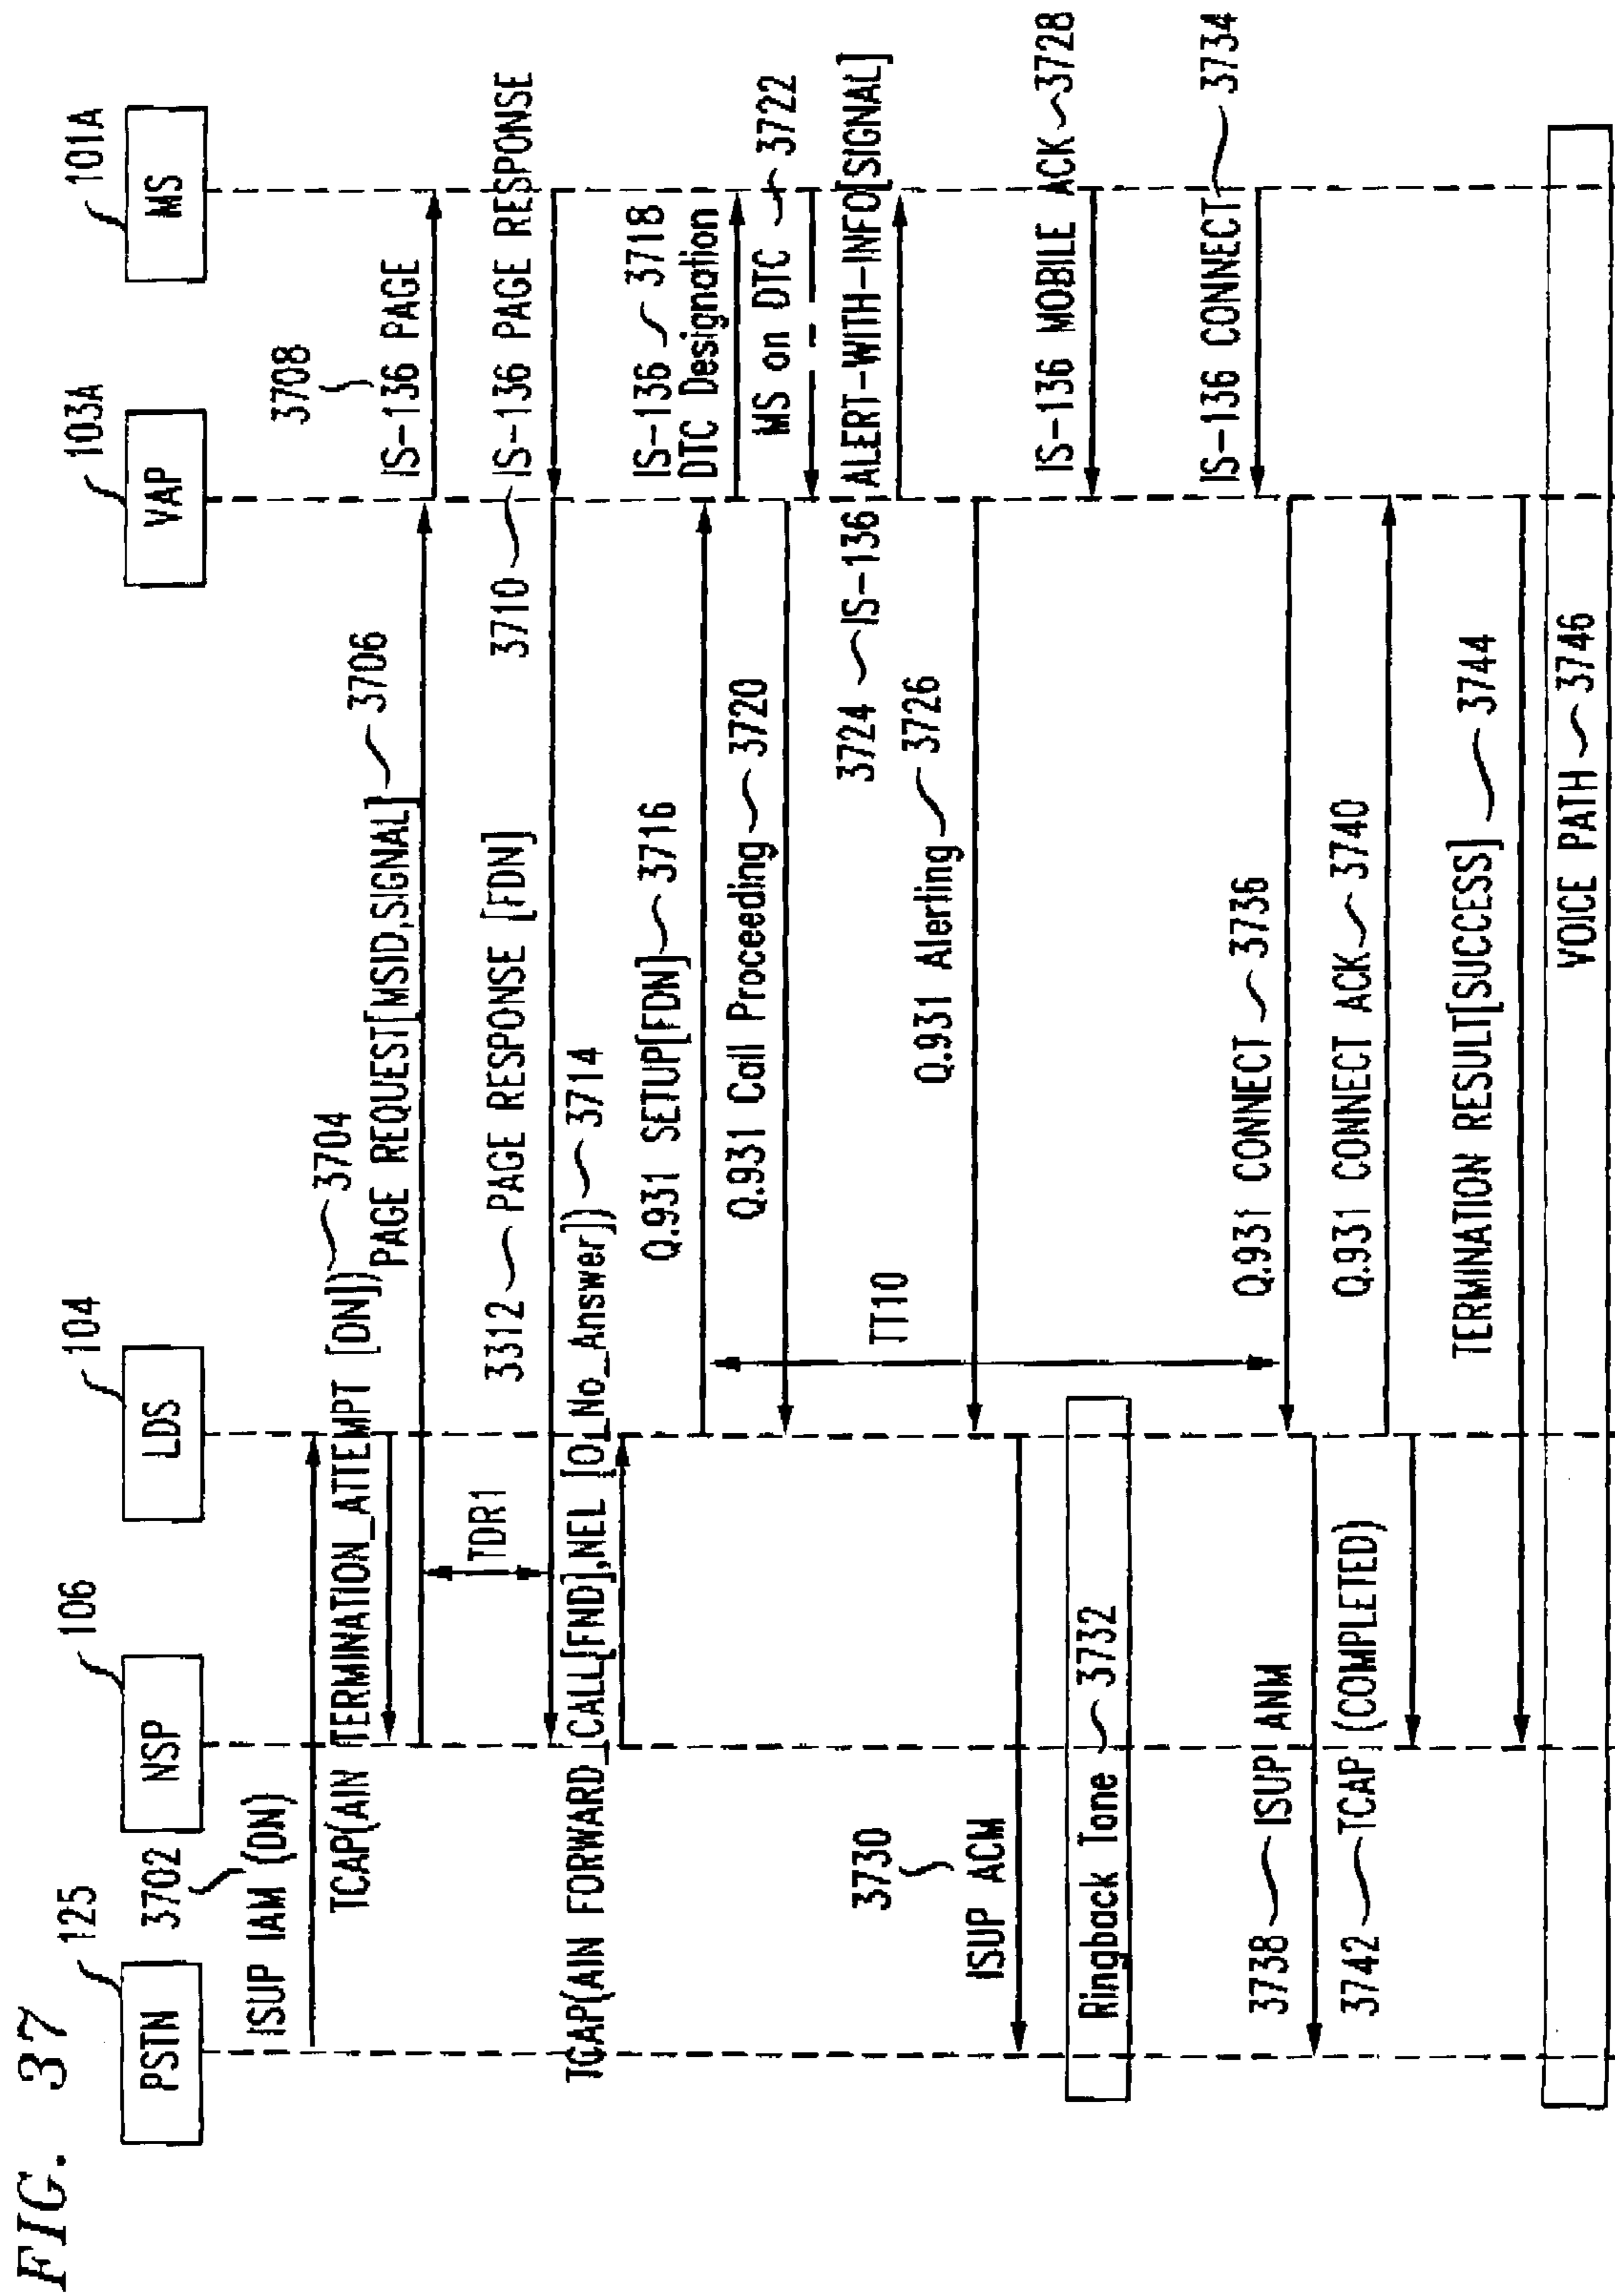 FIG. 37
PSTN
125
NSP
106
LDS
104
VAP
103A
MS
101A
3702
ISUP IAM (DN)
TCAP(AIN TERMINATION_ATTEMPT [DN])
3704
PAGE REQUEST[MSID,SIGNAL]
3706
3708
IS-136 PAGE
TDR1
3312
PAGE RESPONSE [FDN]
3710
IS-136 PAGE RESPONSE
TCAP(AIN FORWARD_CALL[FND],NEL [O_No_Answer])
3714
Q.931 SETUP[FDN]
3716
IS-136
3718
DTC Designation
Q.931 Call Proceeding
3720
MS on DTC
3722
3724
IS-136 ALERT-WITH-INFO[SIGNAL]
Q.931 Alerting
3726
TT10
3730
ISUP ACM
IS-136 MOBILE ACK
3728
Ringback Tone
3732
IS-136 CONNECT
3734
Q.931 CONNECT
3736
3738
ISUP ANM
Q.931 CONNECT ACK
3740
3742
TCAP (COMPLETED)
TERMINATION RESULT[SUCCESS]
3744
VOICE PATH
3746